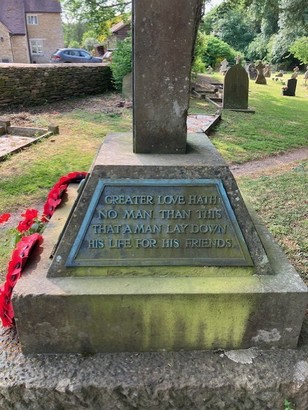 GREATER LOVE HATH
NO MAN, THAN THIS
THAT A MAN LAY DOWN
HIS LIFE FOR HIS FRIENDS.